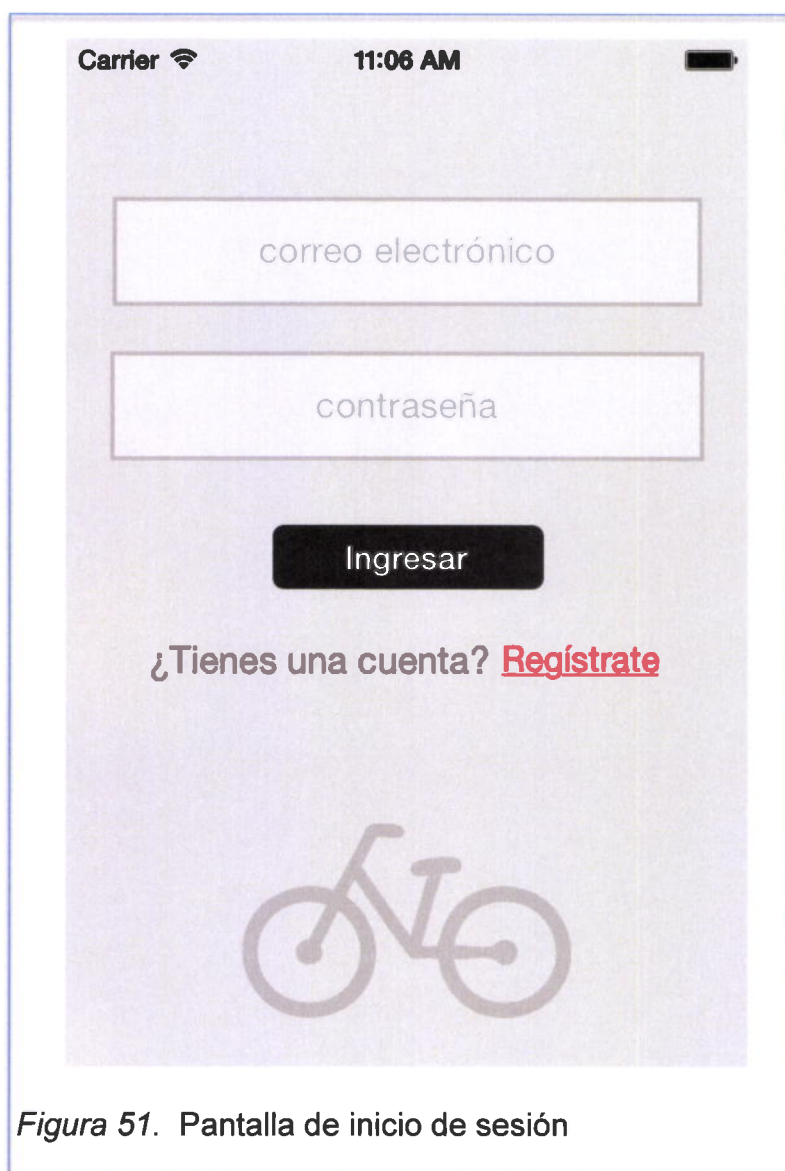 Carrier 11:06 AM
correo electrónico
contraseña
Ingresar
¿Tienes una cuenta? Regístrate
Figura 51. Pantalla de inicio de sesión